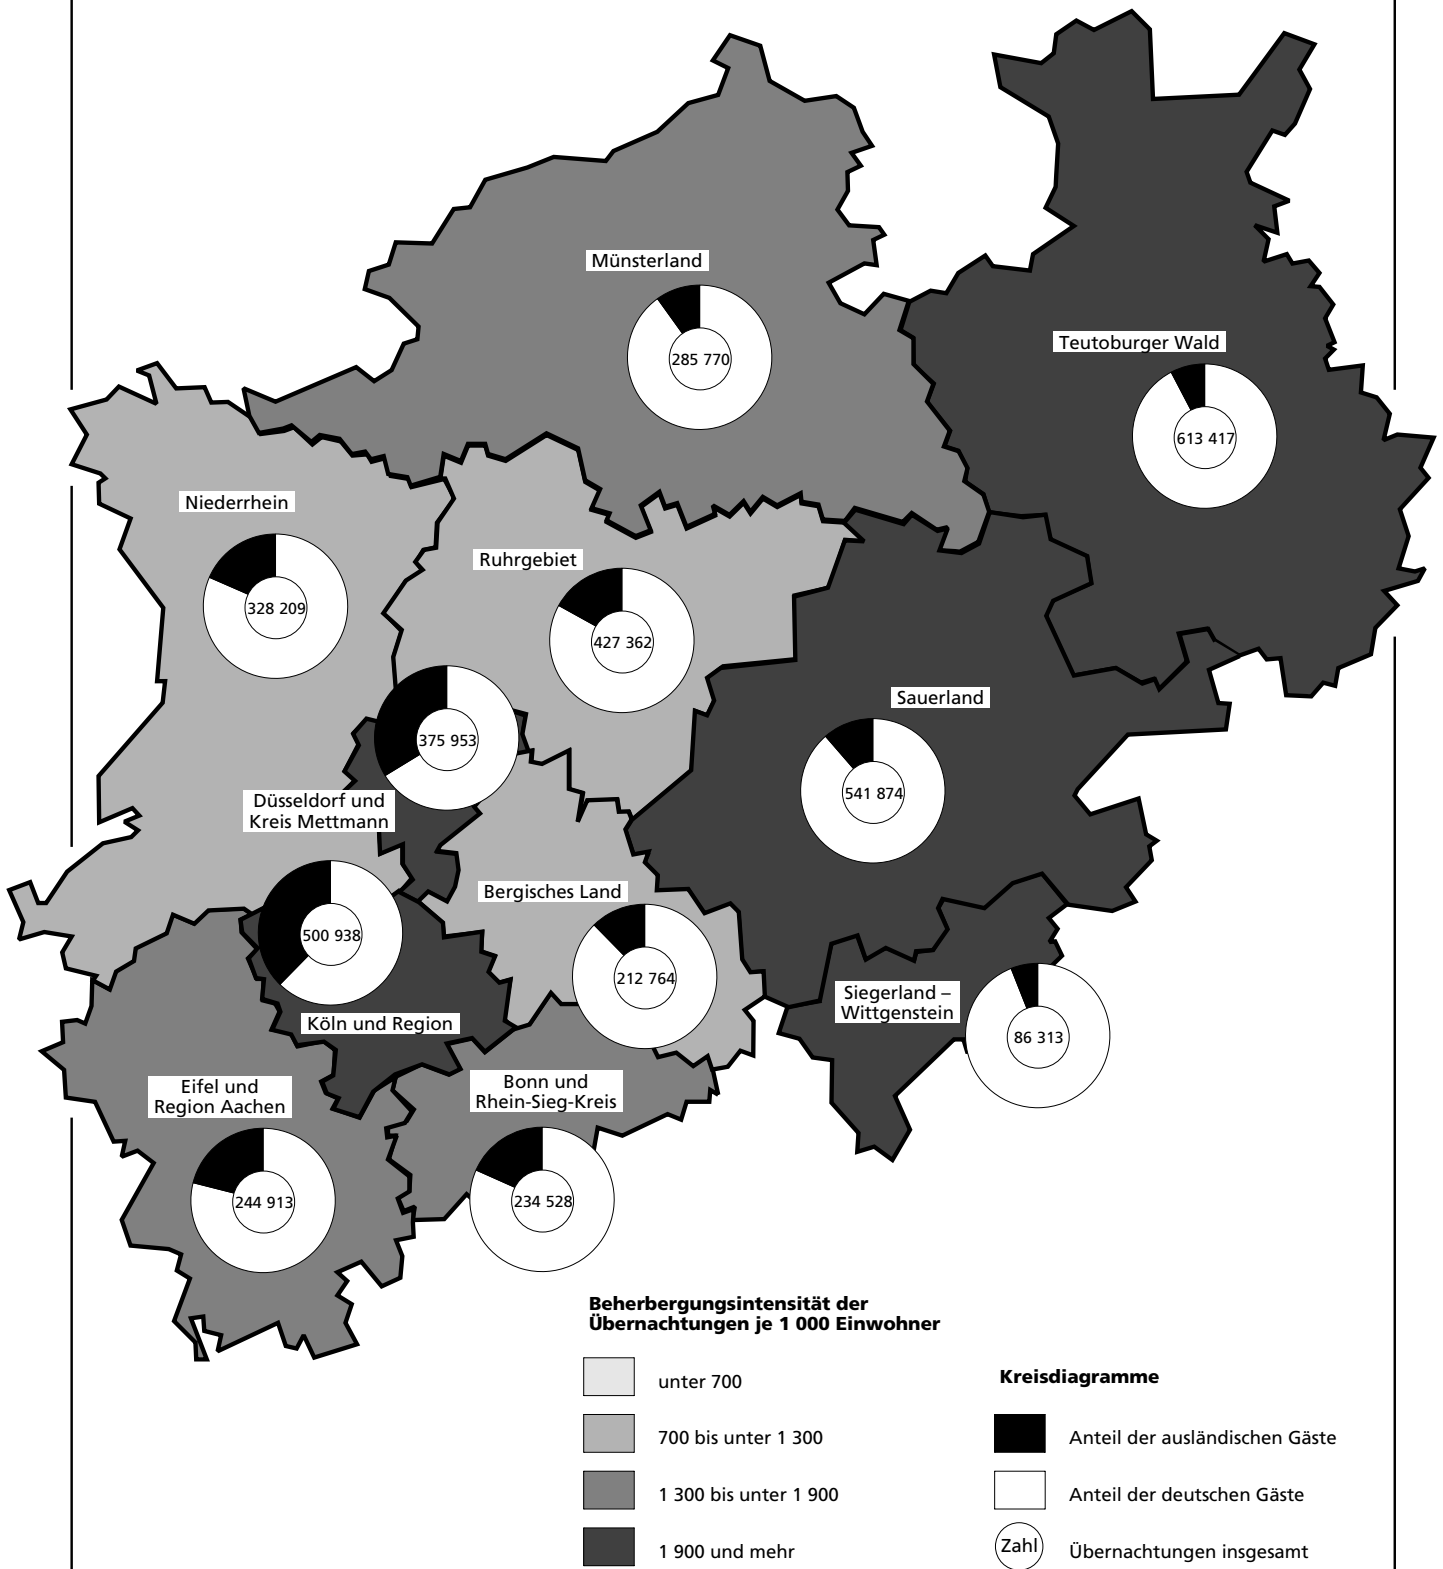 Münsterland
285 770
Teutoburger Wald
613 417
Niederrhein
328 209
Ruhrgebiet
427 362
Sauerland
541 874
375 953
Düsseldorf und
Kreis Mettmann
Bergisches Land
212 764
500 938
Köln und Region
Siegerland –
Wittgenstein
86 313
Eifel und
Region Aachen
244 913
Bonn und
Rhein-Sieg-Kreis
234 528
Beherbergungsintensität der
Übernachtungen je 1 000 Einwohner
unter 700
700 bis unter 1 300
1 300 bis unter 1 900
1 900 und mehr
Kreisdiagramme
Anteil der ausländischen Gäste
Anteil der deutschen Gäste
Zahl
Übernachtungen insgesamt